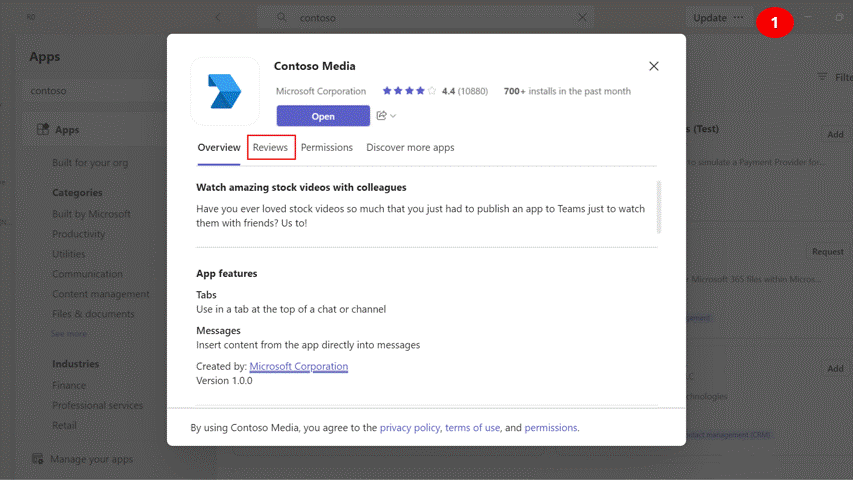 contoso
Update ...
1
Apps
contoso
Filte
Apps
Built for your org
Categories
Built by Microsoft
Productivity
Utilities
Communication
Content management
Files & documents
See more
Industries
Finance
Professional services
Retail
Manage your apps
Contoso Media
Microsoft Corporation
4.4 (10880)
700+ installs in the past month
Open
Overview
Reviews
Permissions
Discover more apps
Watch amazing stock videos with colleagues
Have you ever loved stock videos so much that you just had to publish an app to Teams just to watch
them with friends? Us to!
App features
Tabs
Use in a tab at the top of a chat or channel
Messages
Insert content from the app directly into messages
Created by: Microsoft Corporation
Version 1.0.0
By using Contoso Media, you agree to the privacy policy, terms of use, and permissions.
s (Test)
Add
to simulate a Payment Provider for...
Request
Microsoft 365 files within Micros...
Add